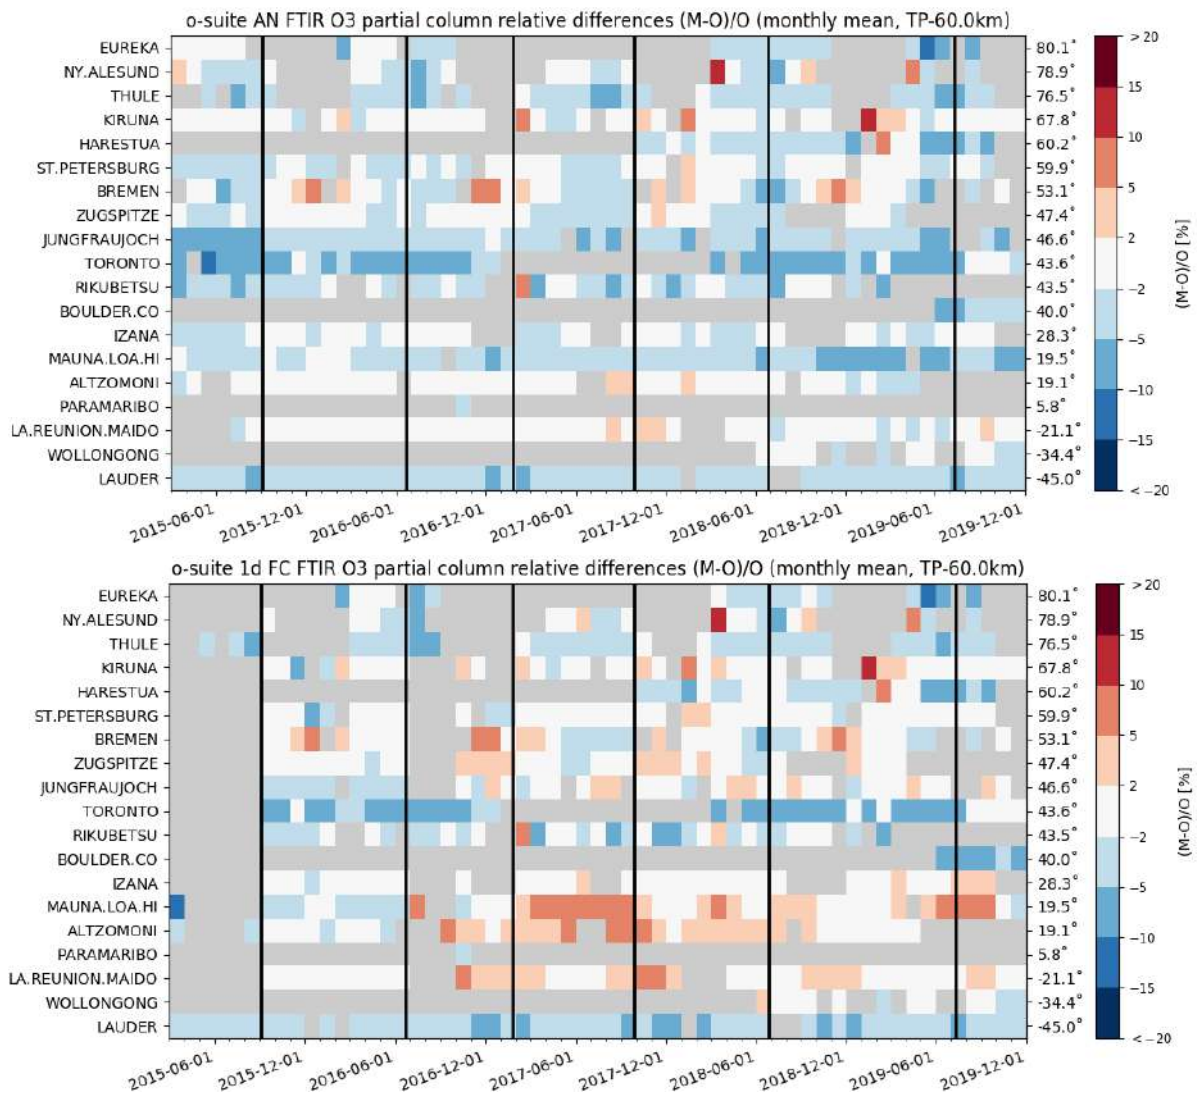 o-suite AN FTIR O3 partial column relative differences (M-O)/O (monthly mean, TP-60.0km)
EUREKA 80.1˚
NY.ALESUND 78.9˚
THULE 76.5˚
KIRUNA 67.8˚
HARESTUA 60.2˚
ST.PETERSBURG 59.9˚
BREMEN 53.1˚
ZUGSPITZE 47.4˚
JUNGFRAUJOCH 46.6˚
TORONTO 43.6˚
RIKUBETSU 43.5˚
BOULDER.CO 40.0˚
IZANA 28.3˚
MAUNA.LOA.HI 19.5˚
ALTZOMONI 19.1˚
PARAMARIBO 5.8˚
LA.REUNION.MAIDO -21.1˚
WOLLONGONG -34.4˚
LAUDER -45.0˚
2015-06-01 2015-12-01 2016-06-01 2016-12-01 2017-06-01 2017-12-01 2018-06-01 2018-12-01 2019-06-01 2019-12-01
> 20
15
10
5
2
−2
−5
−10
−15
< −20
(M-O)/O [%]
o-suite 1d FC FTIR O3 partial column relative differences (M-O)/O (monthly mean, TP-60.0km)
EUREKA 80.1˚
NY.ALESUND 78.9˚
THULE 76.5˚
KIRUNA 67.8˚
HARESTUA 60.2˚
ST.PETERSBURG 59.9˚
BREMEN 53.1˚
ZUGSPITZE 47.4˚
JUNGFRAUJOCH 46.6˚
TORONTO 43.6˚
RIKUBETSU 43.5˚
BOULDER.CO 40.0˚
IZANA 28.3˚
MAUNA.LOA.HI 19.5˚
ALTZOMONI 19.1˚
PARAMARIBO 5.8˚
LA.REUNION.MAIDO -21.1˚
WOLLONGONG -34.4˚
LAUDER -45.0˚
2015-06-01 2015-12-01 2016-06-01 2016-12-01 2017-06-01 2017-12-01 2018-06-01 2018-12-01 2019-06-01 2019-12-01
> 20
15
10
5
2
−2
−5
−10
−15
< −20
(M-O)/O [%]